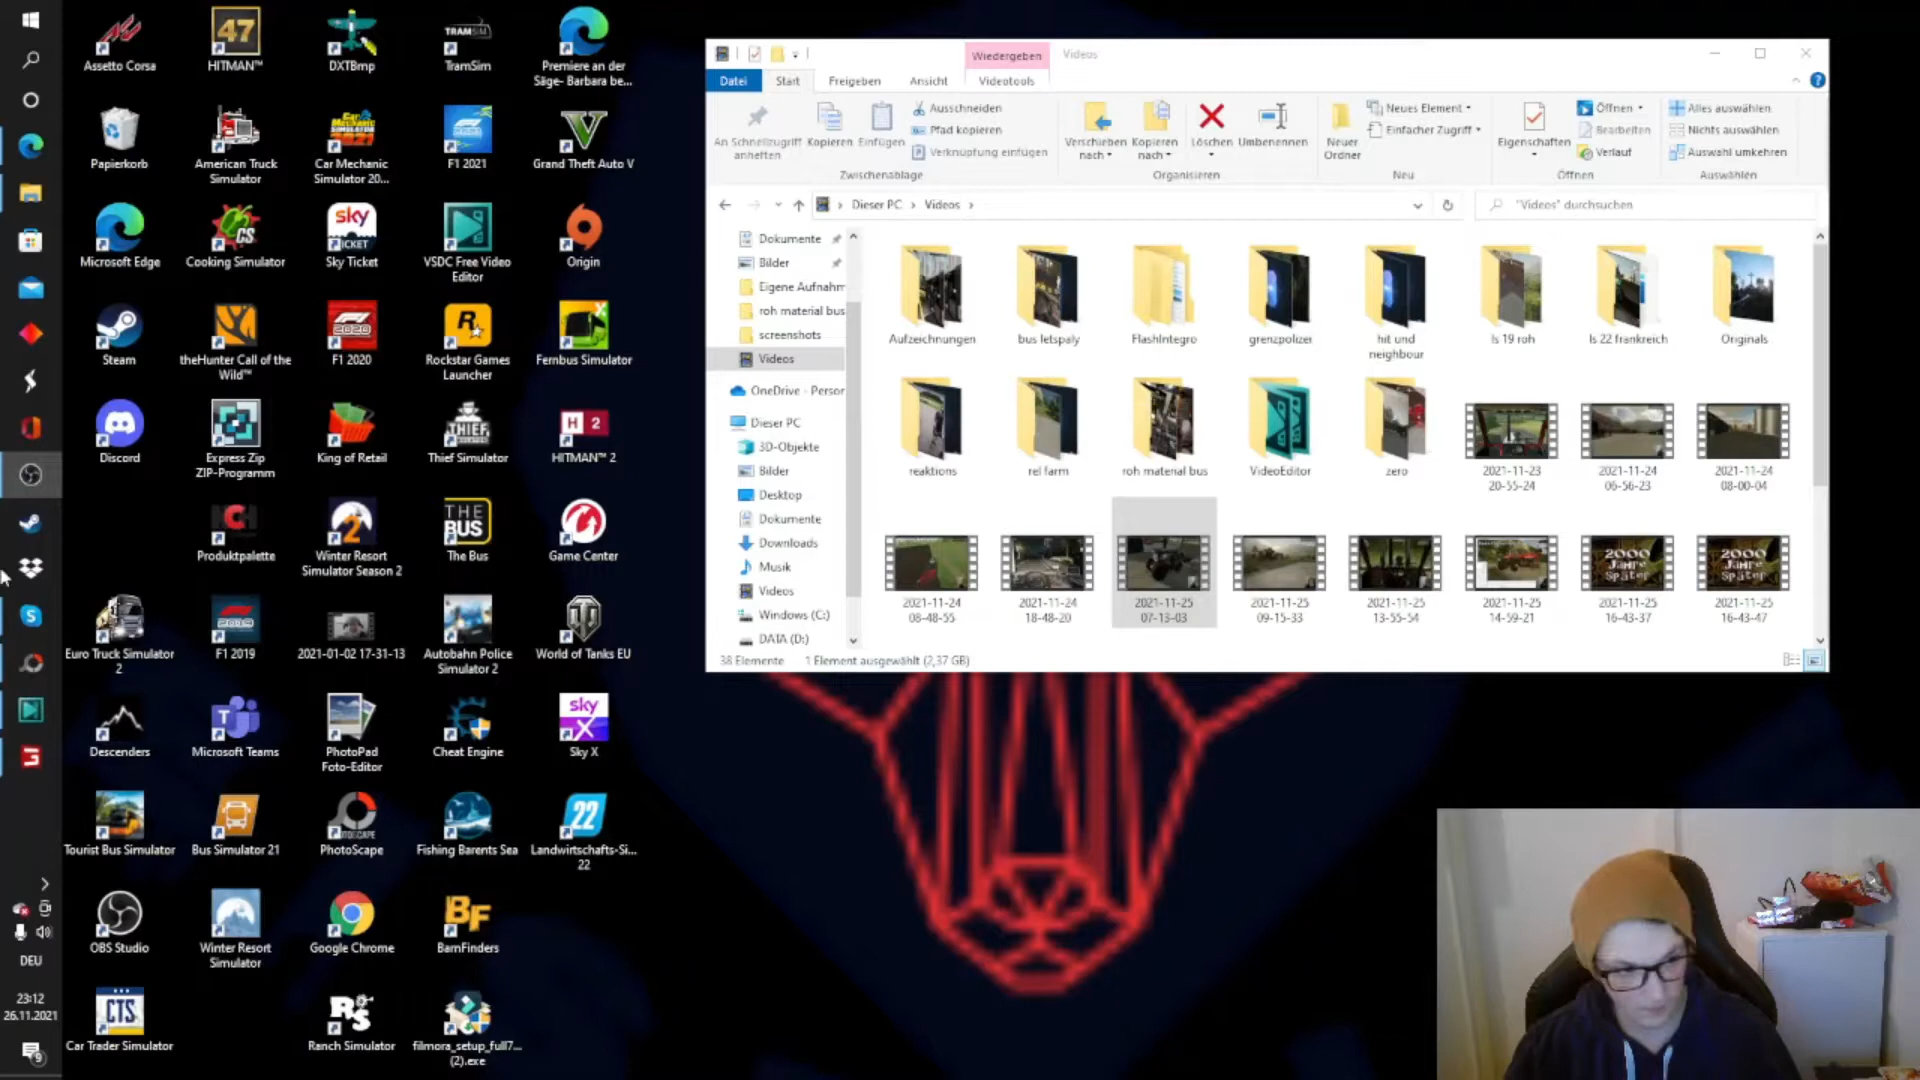 Assetto Corsa
HITMAN™
DXTBmp
TramSim
Premiere an der
Säge- Barbara be...
Papierkorb
American Truck
Simulator
Car Mechanic
Simulator 20...
F1 2021
Grand Theft Auto V
Microsoft Edge
Cooking Simulator
Sky Ticket
VSDC Free Video
Editor
Origin
Steam
theHunter Call of the
Wild™
F1 2020
Rockstar Games
Launcher
Fernbus Simulator
Discord
Express Zip
ZIP-Programm
King of Retail
Thief Simulator
HITMAN™ 2
Produktpalette
Winter Resort
Simulator Season 2
The Bus
Game Center
Euro Truck Simulator
2
F1 2019
2021-01-02 17-31-13
Autobahn Police
Simulator 2
World of Tanks EU
Descenders
Microsoft Teams
PhotoPad
Foto-Editor
Cheat Engine
Sky X
Tourist Bus Simulator
Bus Simulator 21
PhotoScape
Fishing Barents Sea
Landwirtschafts-Si...
22
OBS Studio
Winter Resort
Simulator
Google Chrome
BarnFinders
Car Trader Simulator
Ranch Simulator
filmora_setup_full7...
(2).exe
DEU
23:12
26.11.2021
9
Wiedergeben
Videos
Datei
Start
Freigeben
Ansicht
Videotools
An Schnellzugriff
anheften
Kopieren
Einfügen
Ausschneiden
Pfad kopieren
Verknüpfung einfügen
Zwischenablage
Verschieben
nach
Kopieren
nach
Löschen
Umbenennen
Organisieren
Neuer
Ordner
Neues Element
Einfacher Zugriff
Neu
Eigenschaften
Öffnen
Bearbeiten
Verlauf
Öffnen
Alles auswählen
Nichts auswählen
Auswahl umkehren
Auswählen
Dieser PC > Videos >
"Videos" durchsuchen
Dokumente
Bilder
Eigene Aufnahm
roh material bus
screenshots
Videos
OneDrive - Person
Dieser PC
3D-Objekte
Bilder
Desktop
Dokumente
Downloads
Musik
Videos
Windows (C:)
DATA (D:)
Aufzeichnungen
bus letspaly
FlashIntegro
grenzpolizei
hit und
neighbour
ls 19 roh
ls 22 frankreich
Originals
reaktions
rel farm
roh material bus
VideoEditor
zero
2021-11-23
20-55-24
2021-11-24
06-56-23
2021-11-24
08-00-04
2021-11-24
08-48-55
2021-11-24
18-48-20
2021-11-25
07-13-03
2021-11-25
09-15-33
2021-11-25
13-55-54
2021-11-25
14-59-21
2000
Jahre
Später
2021-11-25
16-43-37
2000
Jahre
Später
2021-11-25
16-43-47
38 Elemente
1 Element ausgewählt (2,37 GB)